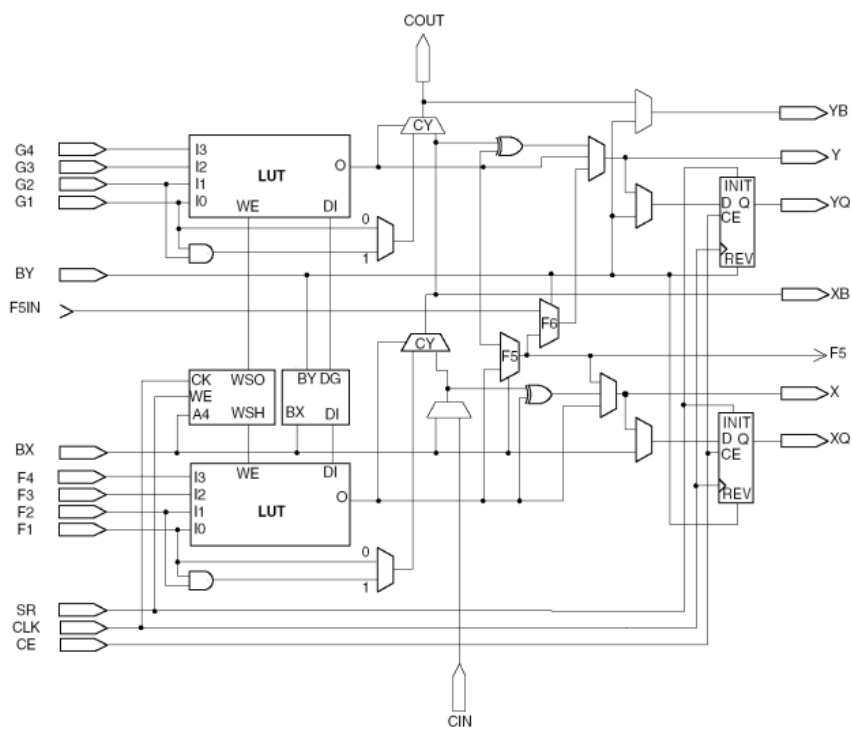 COUT
YB
CY
G4 I3
G3 I2 O Y
G2 I1 LUT
G1 I0 INIT
WE DI D Q YQ
0 CE
1 REV
BY
XB
F5IN F6
CY
F5 F5
CK WSO BY DG
WE X
A4 WSH BX DI INIT
BX D Q XQ
WE DI CE
F4 I3
F3 I2 O REV
F2 I1 LUT
F1 I0
0
1
SR
CLK
CE
CIN